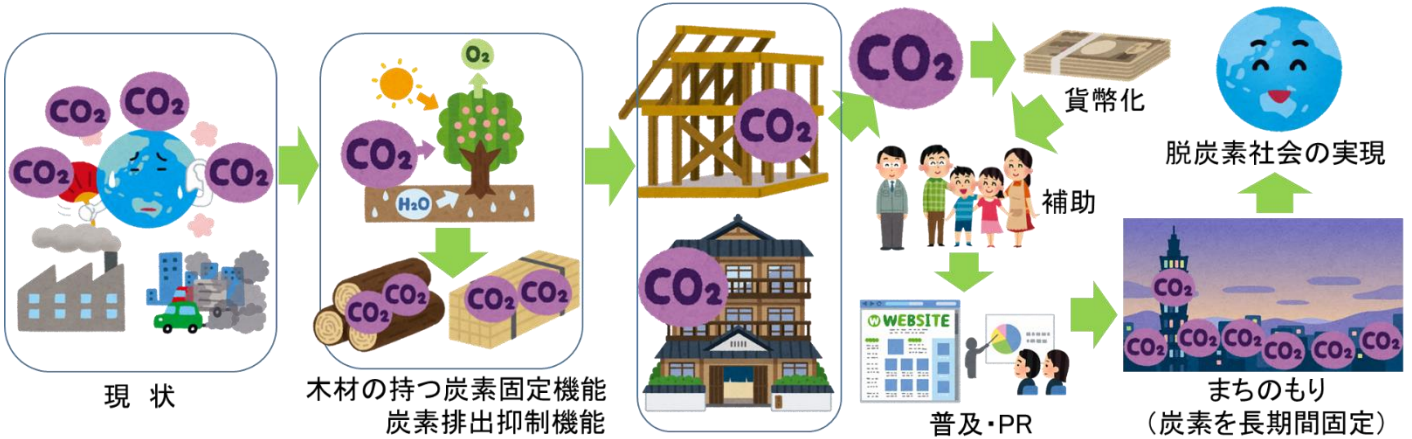 CO₂
CO₂
CO₂
CO₂
現 状
O₂
CO₂
H₂O
CO₂
CO₂
CO₂
CO₂
木材の持つ炭素固定機能
炭素排出抑制機能
CO₂
CO₂
CO₂
貨幣化
補助
W WEBSITE
普及・PR
脱炭素社会の実現
CO₂
CO₂
CO₂
CO₂
CO₂
CO₂
CO₂
まちのもり
(炭素を長期間固定)